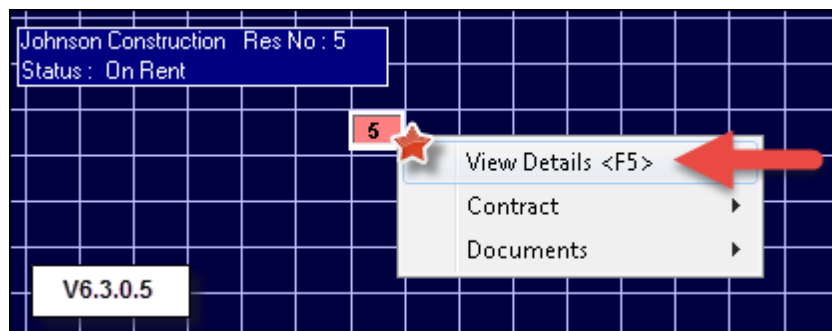 Johnson Construction Res No : 5
Status : On Rent
5
View Details <F5>
Contract
Documents
V6.3.0.5